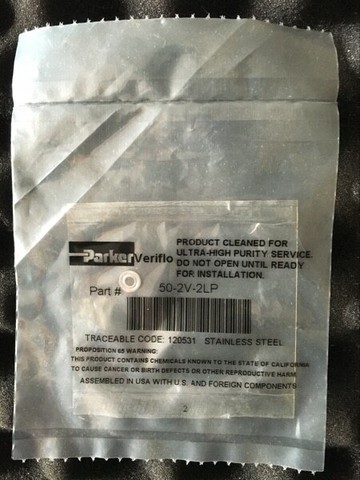 Parker Veriflo
PRODUCT CLEANED FOR
ULTRA-HIGH PURITY SERVICE.
DO NOT OPEN UNTIL READY
FOR INSTALLATION.
Part # 50-2V-2LP
TRACEABLE CODE: 120531 STAINLESS STEEL
PROPOSITION 65 WARNING:
THIS PRODUCT CONTAINS CHEMICALS KNOWN TO THE STATE OF CALIFORNIA
TO CAUSE CANCER OR BIRTH DEFECTS OR OTHER REPRODUCTIVE HARM.
ASSEMBLED IN USA WITH U.S. AND FOREIGN COMPONENTS
2